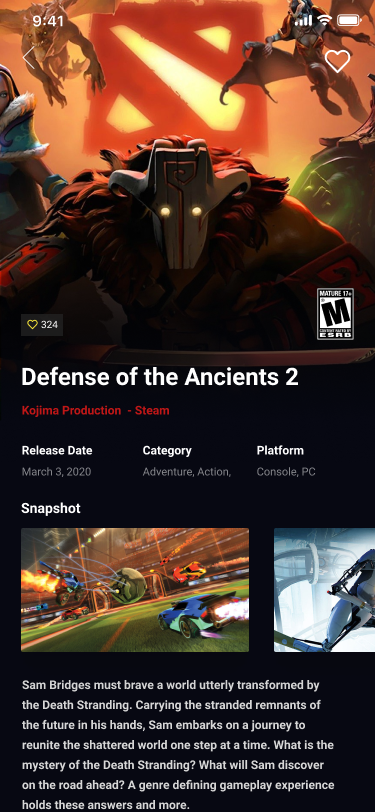 9:41
MATURE 17+
M
CONTENT RATED BY
ESRB
324
Defense of the Ancients 2
Kojima Production - Steam
Release Date
Category
Platform
March 3, 2020
Adventure, Action,
Console, PC
Snapshot
Sam Bridges must brave a world utterly transformed by
the Death Stranding. Carrying the stranded remnants of
the future in his hands, Sam embarks on a journey to
reunite the shattered world one step at a time. What is the
mystery of the Death Stranding? What will Sam discover
on the road ahead? A genre defining gameplay experience
holds these answers and more.